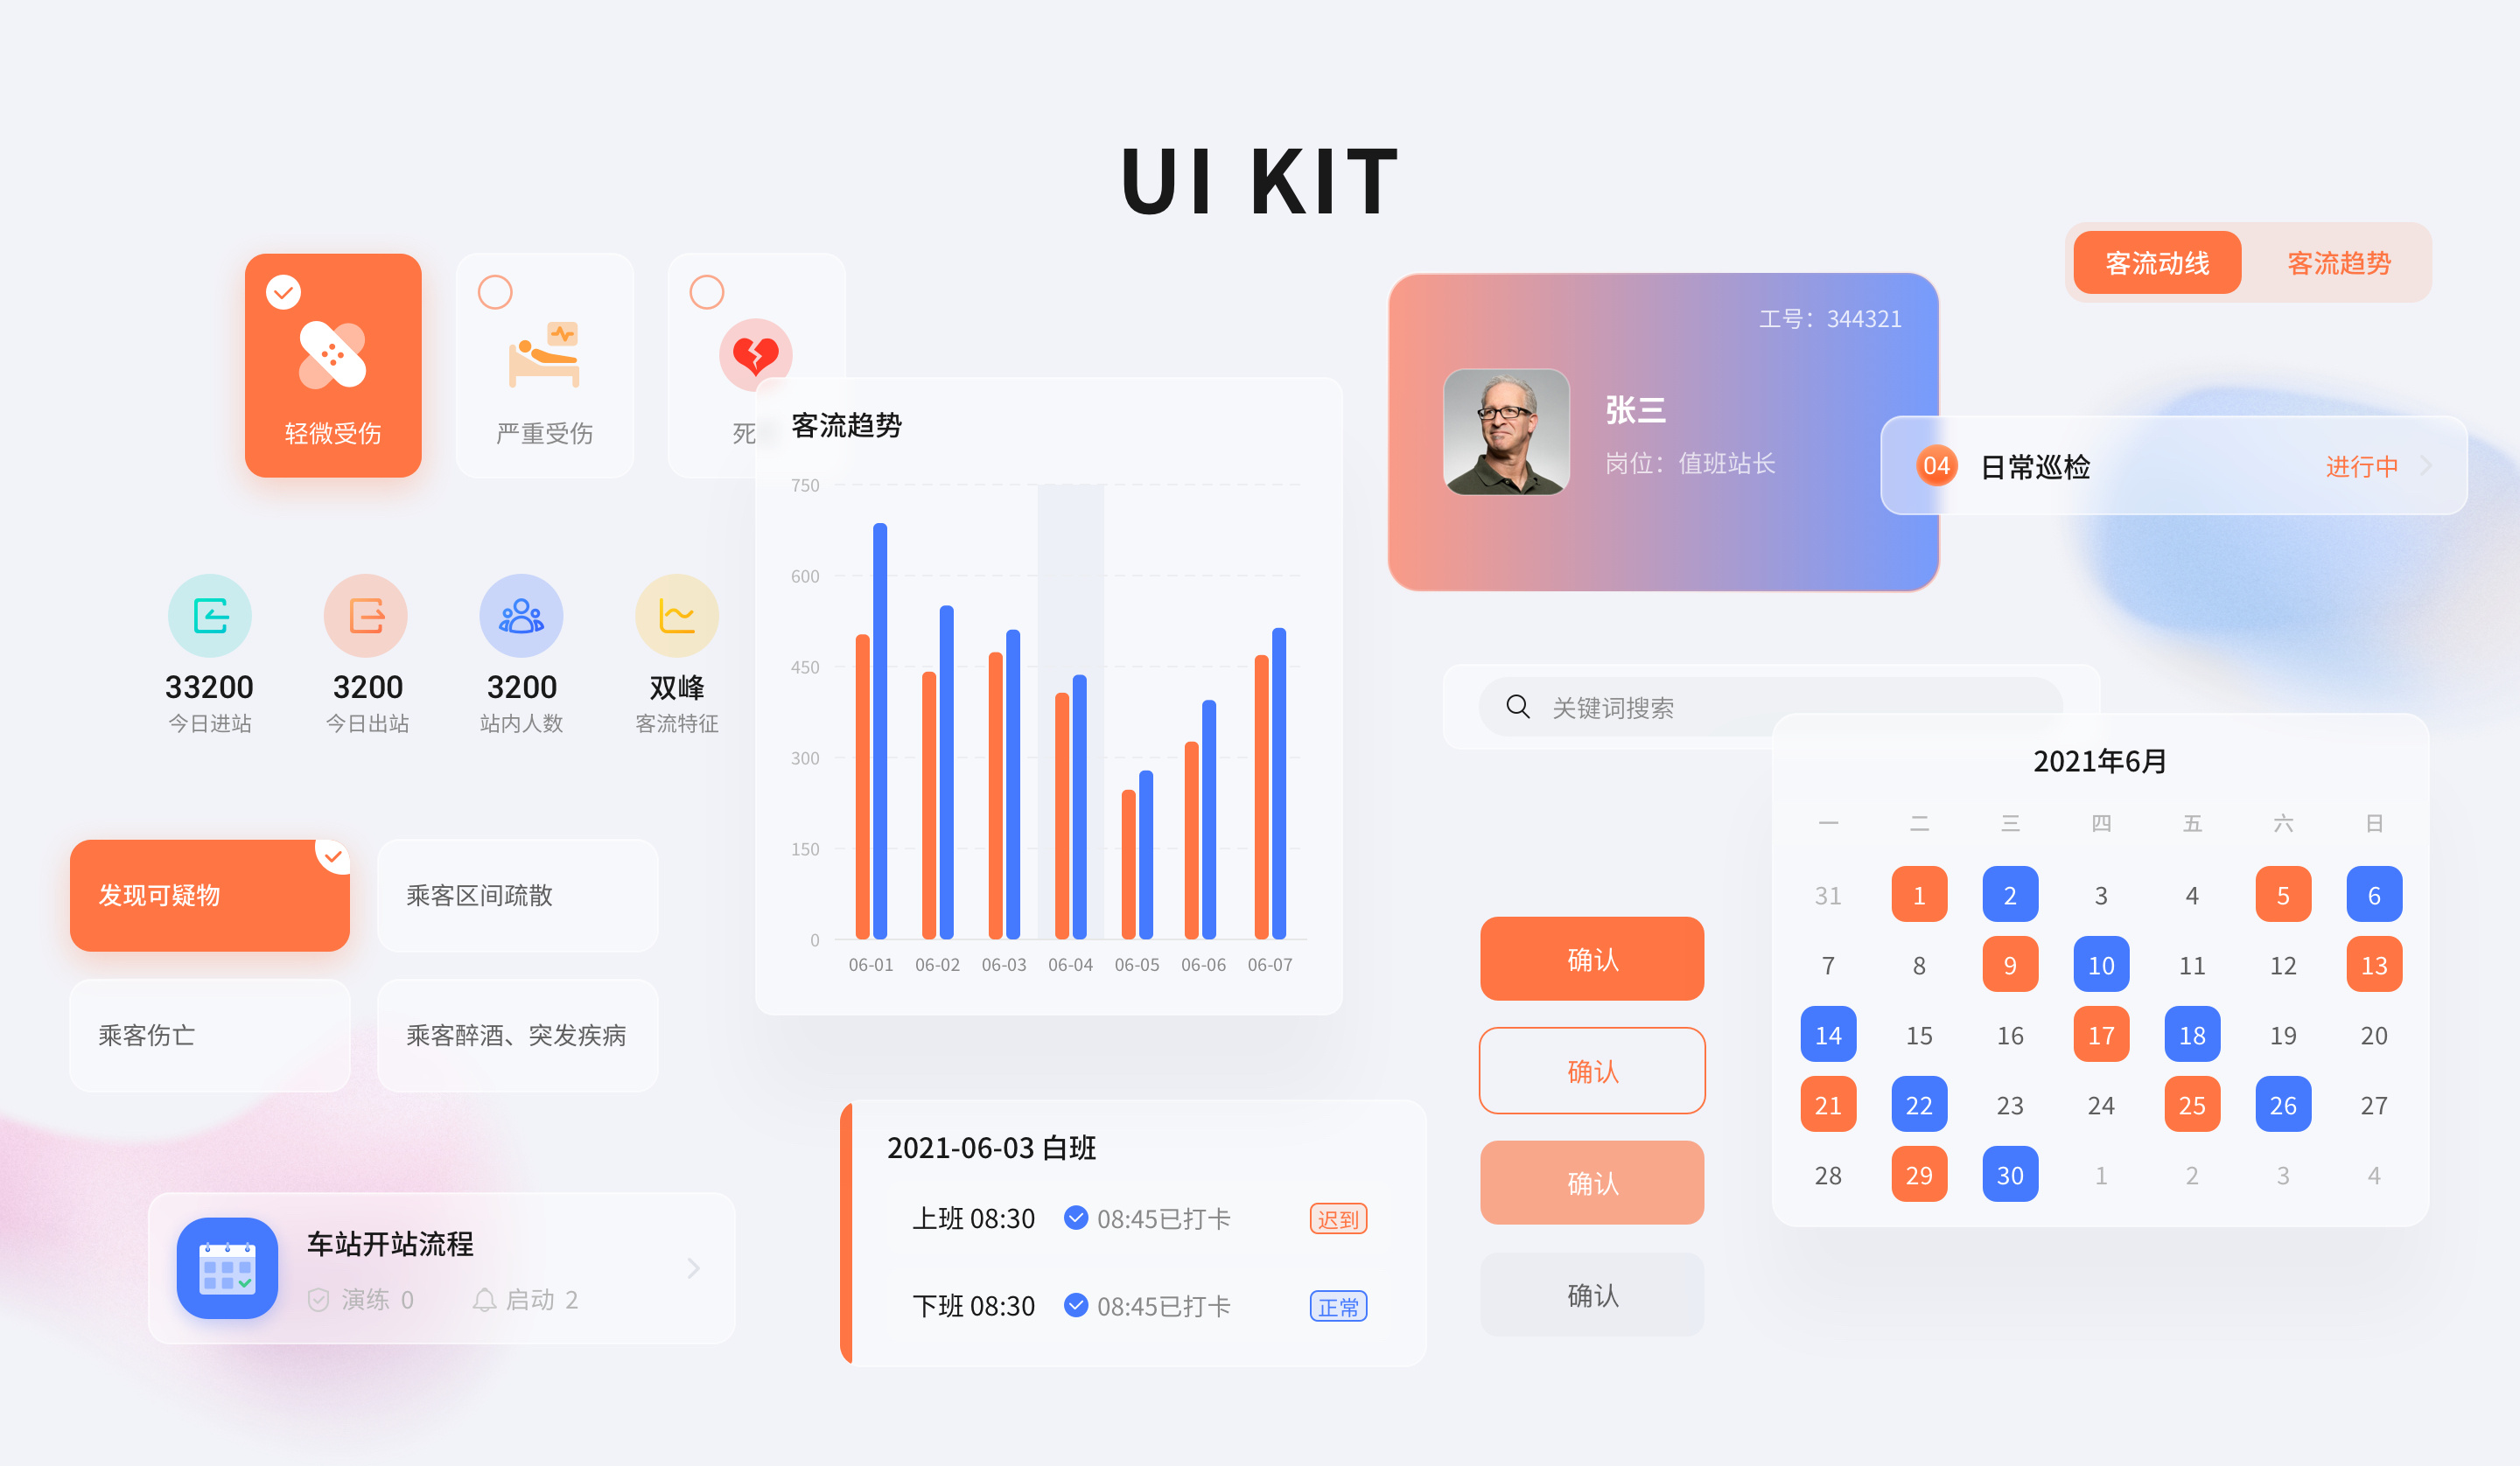 UI KIT
轻微受伤
严重受伤
死
33200
今日进站
3200
今日出站
3200
站内人数
双峰
客流特征
发现可疑物
乘客区间疏散
乘客伤亡
乘客醉酒、突发疾病
车站开站流程
演练 0
启动 2
客流趋势
750
600
450
300
150
0
06-01 06-02 06-03 06-04 06-05 06-06 06-07
2021-06-03 白班
上班 08:30 08:45已打卡 迟到
下班 08:30 08:45已打卡 正常
工号：344321
张三
岗位：值班站长
客流动线
客流趋势
04 日常巡检 进行中
关键词搜索
确认
确认
确认
确认
2021年6月
一 二 三 四 五 六 日
31 1 2 3 4 5 6
7 8 9 10 11 12 13
14 15 16 17 18 19 20
21 22 23 24 25 26 27
28 29 30 1 2 3 4